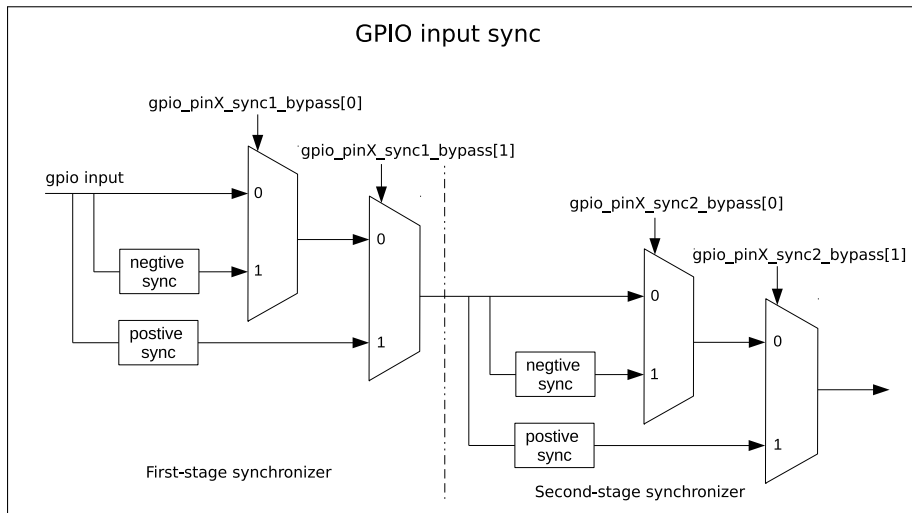 GPIO input sync
gpio_pinX_sync1_bypass[0]
gpio_pinX_sync1_bypass[1]
gpio input
0
negtive
sync
1
0
postive
sync
1
gpio_pinX_sync2_bypass[0]
gpio_pinX_sync2_bypass[1]
0
negtive
sync
1
0
postive
sync
1
First-stage synchronizer
Second-stage synchronizer